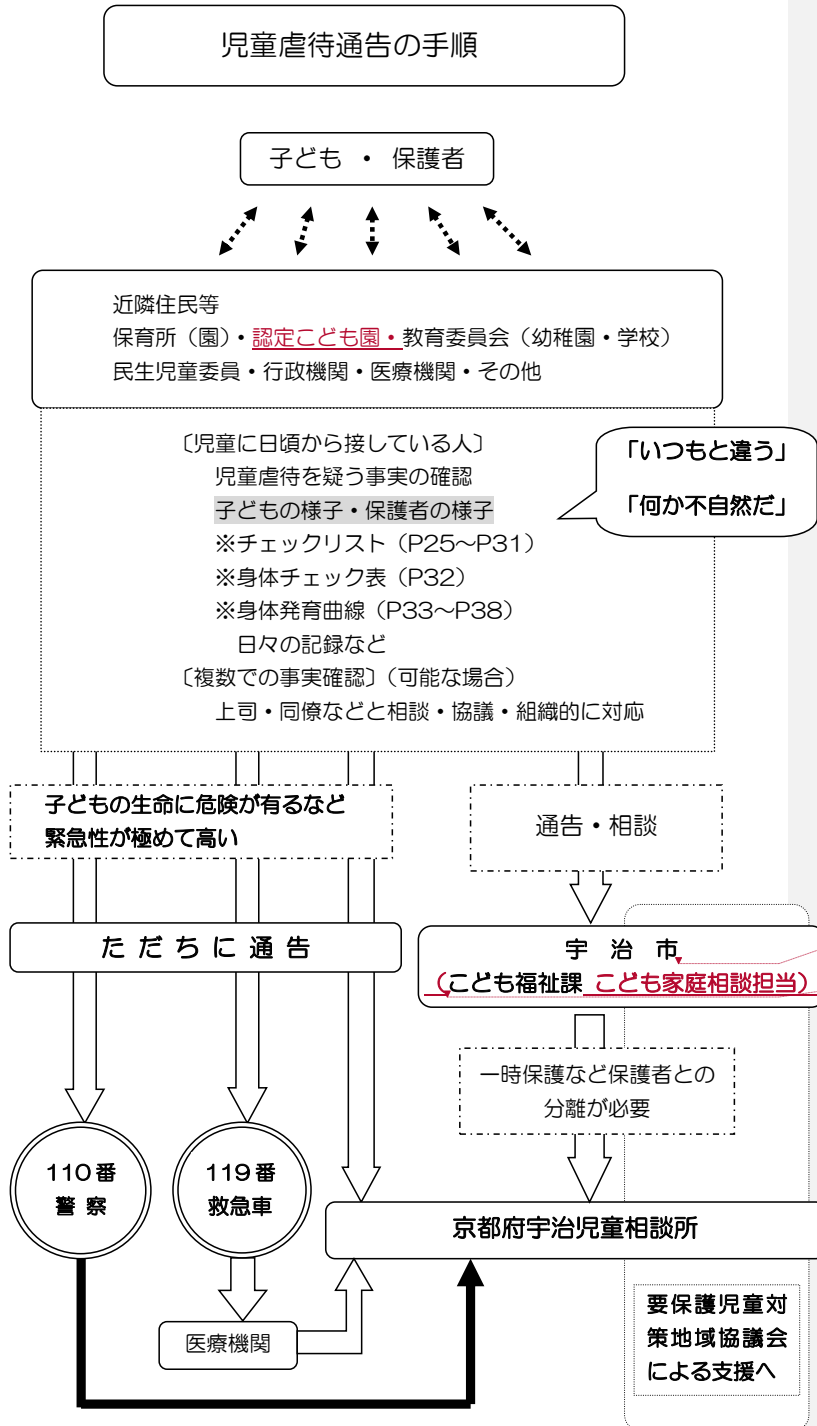 児童虐待通告の手順
子ども ・ 保護者
近隣住民等
保育所（園）・認定こども園・教育委員会（幼稚園・学校）
民生児童委員・行政機関・医療機関・その他
〔児童に日頃から接している人〕
児童虐待を疑う事実の確認
子どもの様子・保護者の様子
※チェックリスト（P25～P31）
※身体チェック表（P32）
※身体発育曲線（P33～P38）
日々の記録など
〔複数での事実確認〕（可能な場合）
上司・同僚などと相談・協議・組織的に対応
「いつもと違う」
「何か不自然だ」
子どもの生命に危険が有るなど
緊急性が極めて高い
通告・相談
ただちに通告
宇 治 市
（こども福祉課 こども家庭相談担当）
一時保護など保護者との
分離が必要
110番
警 察
119番
救急車
京都府宇治児童相談所
医療機関
要保護児童対
策地域協議会
による支援へ